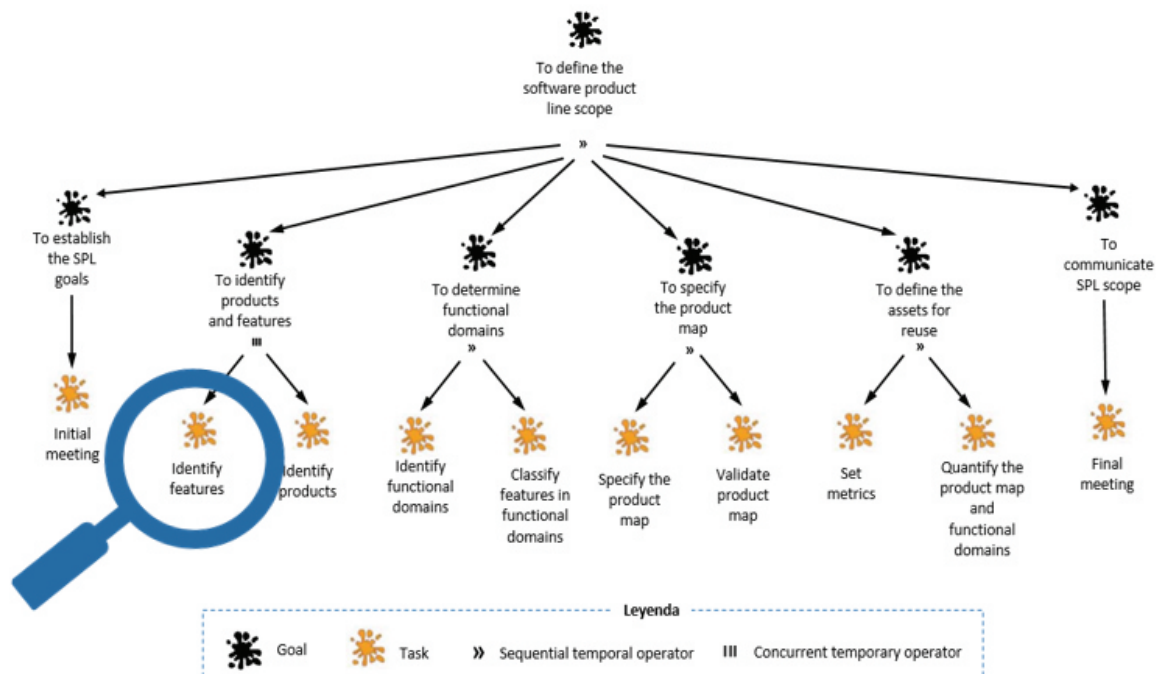 To define the
software product
line scope
»
To establish
the SPL
goals
To identify
products
and features
III
To determine
functional
domains
»
To specify
the product
map
»
To define the
assets for
reuse
»
To
communicate
SPL scope
Initial
meeting
Identify
features
Identify
products
Identify
functional
domains
Classify
features in
functional
domains
Specify the
product
map
Validate
product
map
Set
metrics
Quantify the
product map
and
functional
domains
Final
meeting
Leyenda
Goal
Task
» Sequential temporal operator
III Concurrent temporary operator